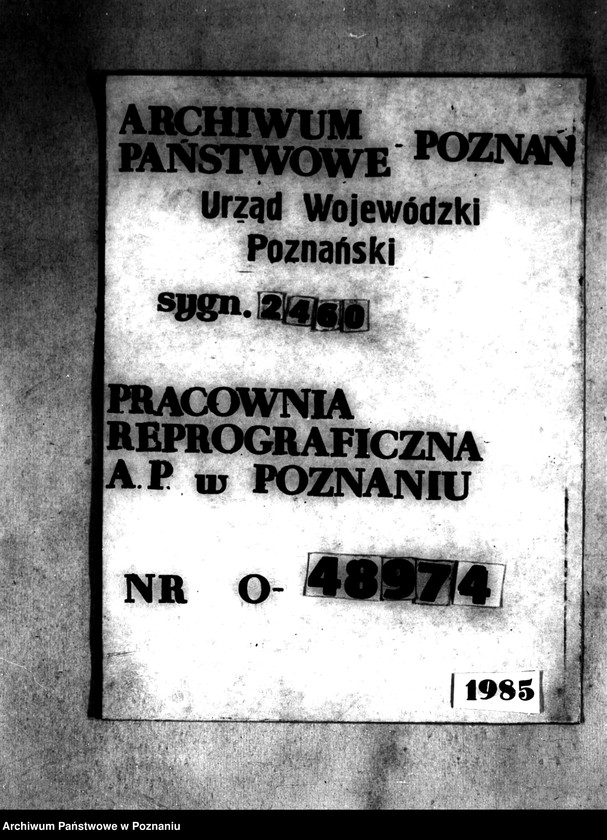 ARCHIWUM
PAŃSTWOWE - POZNAŃ
Urząd Wojewódzki
Poznański
sygn. 2460
PRACOWNIA
REPROGRAFICZNA
A.P. w POZNANIU
NR O- 48974
1985
Archiwum Państwowe w Poznaniu